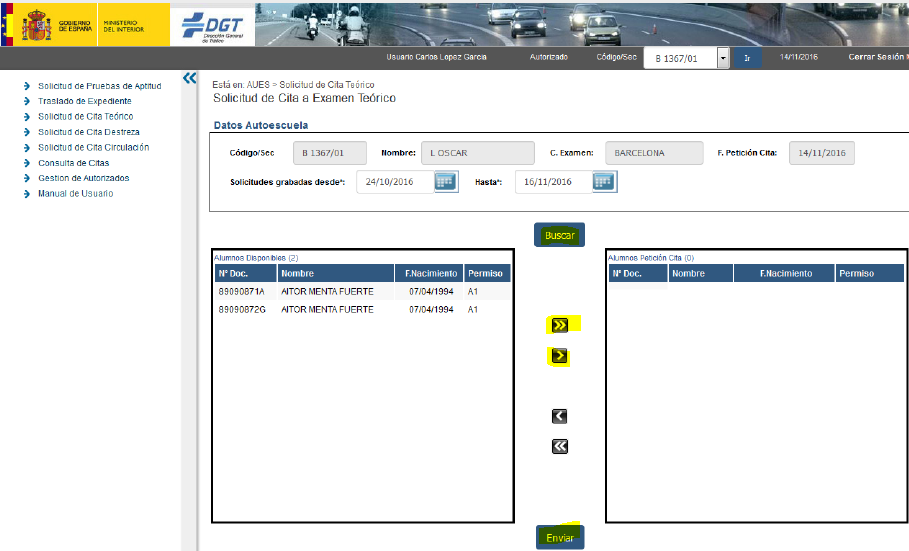 GOBIERNO
DE ESPAÑA
MINISTERIO
DEL INTERIOR
DGT
Dirección General
de Tráfico
Usuario Carlos Lopez Garcia Autorizado Código/Sec B 1367/01 Ir 14/11/2016 Cerrar Sesión
Solicitud de Pruebas de Aptitud
Traslado de Expediente
Solicitud de Cita Teórico
Solicitud de Cita Destreza
Solicitud de Cita Circulación
Consulta de Citas
Gestion de Autorizados
Manual de Usuario
Está en: AUES > Solicitud de Cita Teórico
Solicitud de Cita a Examen Teórico
Datos Autoescuela
Código/Sec B 1367/01 Nombre: L OSCAR C. Examen: BARCELONA F. Petición Cita: 14/11/2016
Solicitudes grabadas desde*: 24/10/2016 Hasta*: 16/11/2016
Buscar
Alumnos Disponibles (2)
Nº Doc. Nombre F.Nacimiento Permiso
89090871A AITOR MENTA FUERTE 07/04/1994 A1
89090872G AITOR MENTA FUERTE 07/04/1994 A1
Alumnos Petición Cita (0)
Nº Doc. Nombre F.Nacimiento Permiso
Enviar